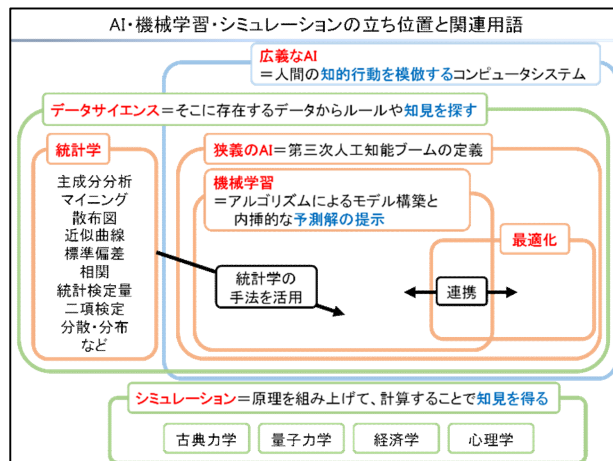 AI・機械学習・シミュレーションの立ち位置と関連用語
広義なAI
＝人間の知的行動を模倣するコンピュータシステム
データサイエンス＝そこに存在するデータからルールや知見を探す
統計学
主成分分析
マイニング
散布図
近似曲線
標準偏差
相関
統計検定量
二項検定
分散・分布
など
狭義のAI＝第三次人工知能ブームの定義
機械学習
＝アルゴリズムによるモデル構築と
内挿的な予測解の提示
最適化
統計学の
手法を活用
連携
シミュレーション＝原理を組み上げて、計算することで知見を得る
古典力学
量子力学
経済学
心理学